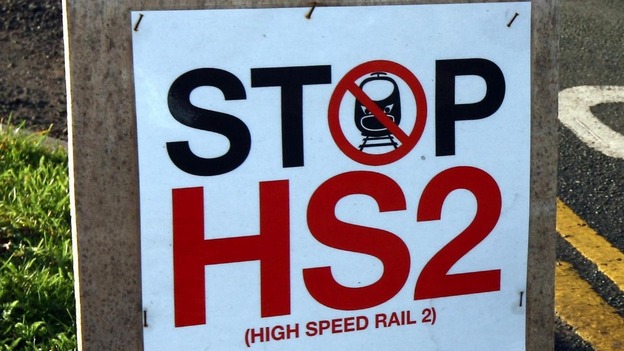 STOP
HS2
(HIGH SPEED RAIL 2)